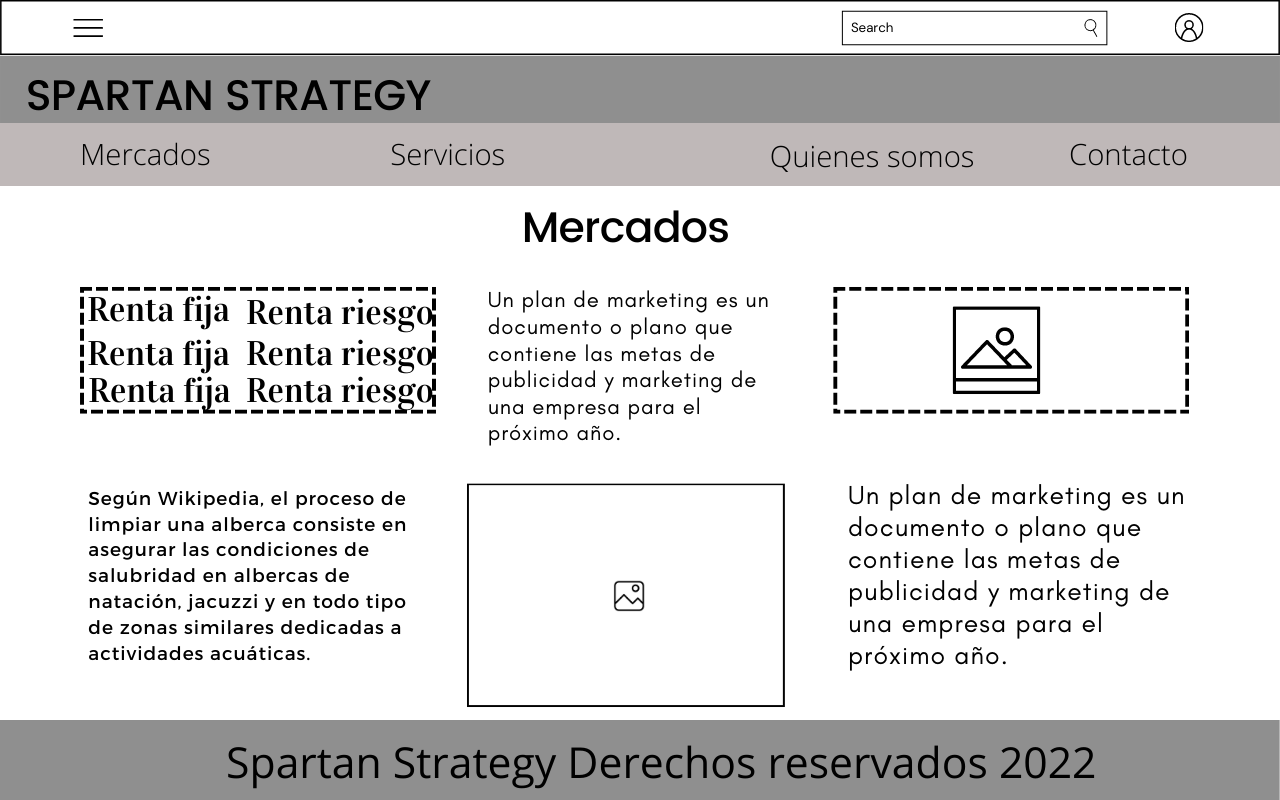 Search
SPARTAN STRATEGY
Mercados
Servicios
Quienes somos
Contacto
Mercados
Renta fija
Renta riesgo
Renta fija
Renta riesgo
Renta fija
Renta riesgo
Un plan de marketing es un
documento o plano que
contiene las metas de
publicidad y marketing de
una empresa para el
próximo año.
Según Wikipedia, el proceso de
limpiar una alberca consiste en
asegurar las condiciones de
salubridad en albercas de
natación, jacuzzi y en todo tipo
de zonas similares dedicadas a
actividades acuáticas.
Un plan de marketing es un
documento o plano que
contiene las metas de
publicidad y marketing de
una empresa para el
próximo año.
Spartan Strategy Derechos reservados 2022